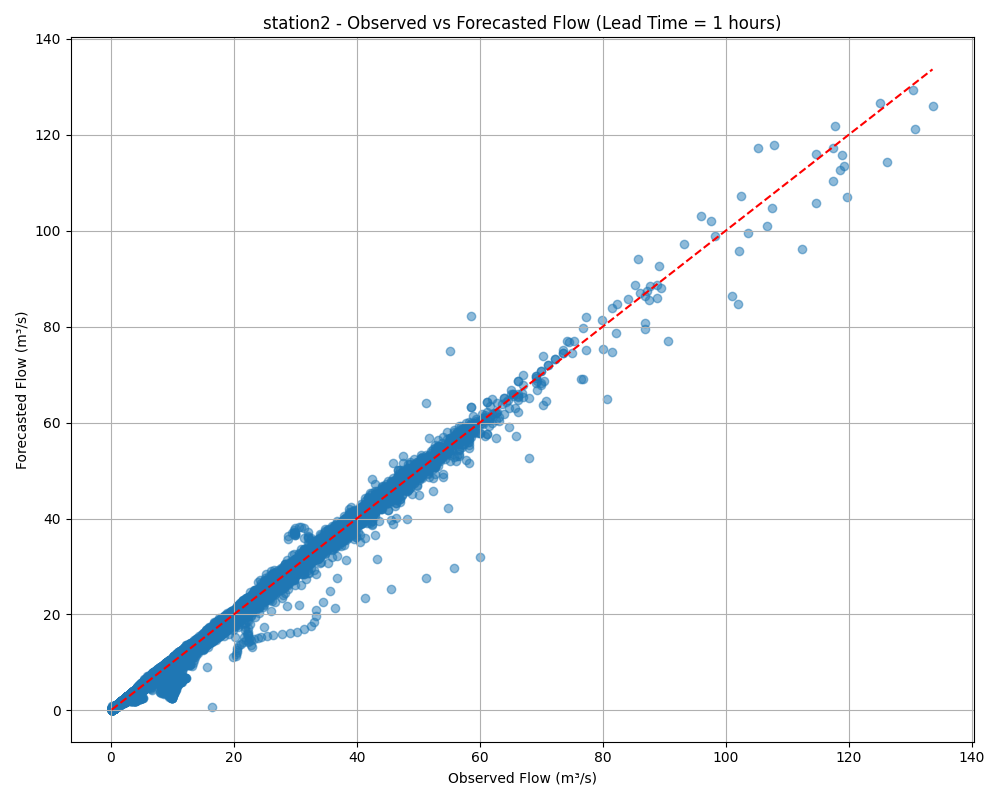 station2 - Observed vs Forecasted Flow (Lead Time = 1 hours)
Forecasted Flow (m³/s)
140
120
100
80
60
40
20
0
0 20 40 60 80 100 120 140
Observed Flow (m³/s)